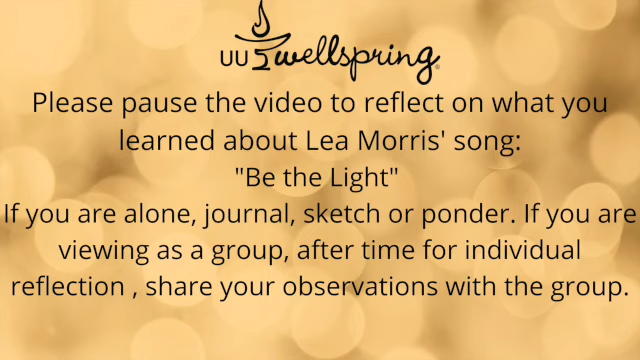 UU wellspring®
Please pause the video to reflect on what you
learned about Lea Morris' song:
"Be the Light"
If you are alone, journal, sketch or ponder. If you are
viewing as a group, after time for individual
reflection , share your observations with the group.